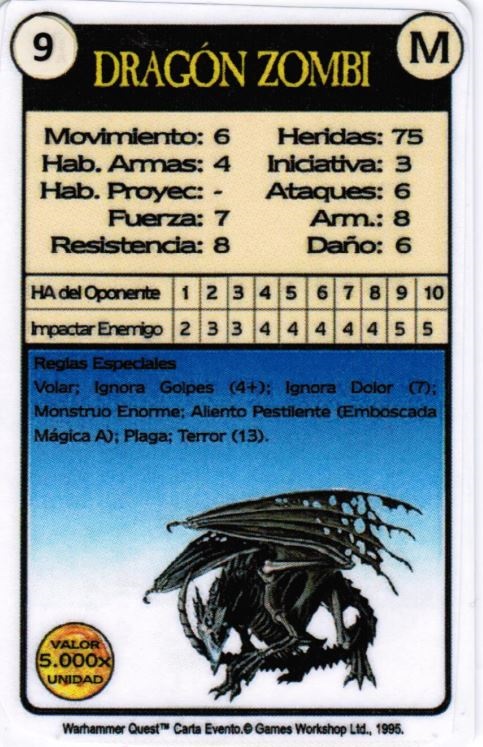 9
DRAGÓN ZOMBI
M
Movimiento: 6 Heridas: 75
Hab. Armas: 4 Iniciativa: 3
Hab. Proyec: - Ataques: 6
Fuerza: 7 Arm.: 8
Resistencia: 8 Daño: 6
HA del Oponente 1 2 3 4 5 6 7 8 9 10
Impactar Enemigo 2 3 3 4 4 4 4 4 5 5
Reglas Especiales
Volar; Ignora Golpes (4+); Ignora Dolor (7);
Monstruo Enorme; Aliento Pestilente (Emboscada
Mágica A); Plaga; Terror (13).
VALOR
5.000x
UNIDAD
Warhammer Quest™ Carta Evento.© Games Workshop Ltd., 1995.